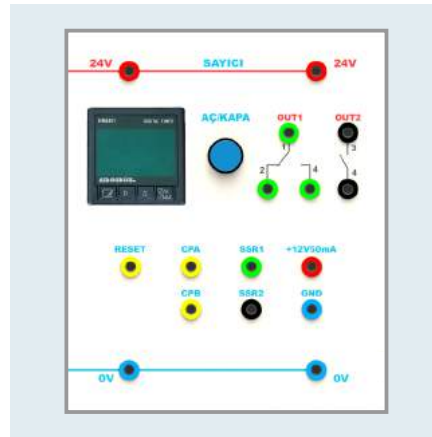 24V SAYICI 24V
AÇ/KAPA OUT1 OUT2
1 3
2 4 4
RESET CPA SSR1 +12V50mA
CPB SSR2 GND
0V 0V